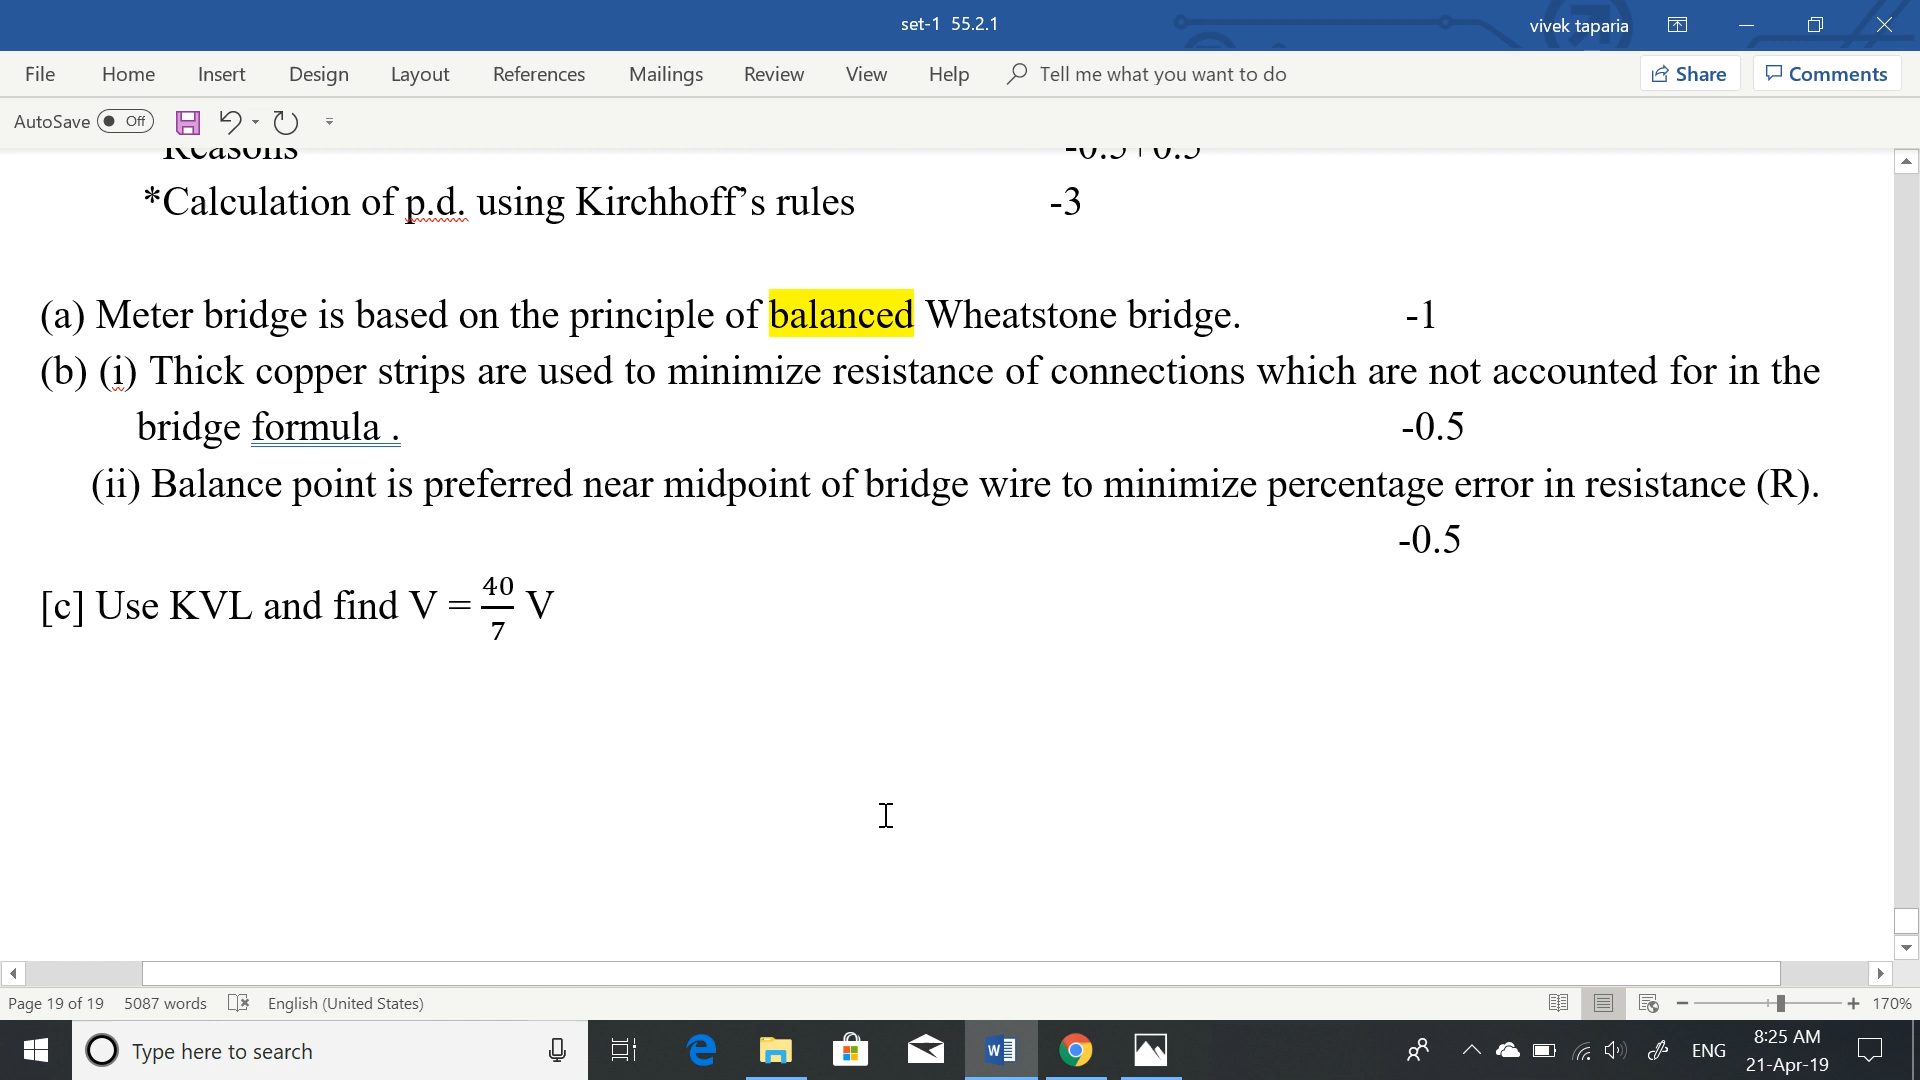 set-1 55.2.1
vivek taparia
File Home Insert Design Layout References Mailings Review View Help Tell me what you want to do Share Comments
AutoSave Off
Reasons -0.5+0.5
*Calculation of p.d. using Kirchhoff's rules -3
(a) Meter bridge is based on the principle of balanced Wheatstone bridge. -1
(b) (i) Thick copper strips are used to minimize resistance of connections which are not accounted for in the
bridge formula . -0.5
(ii) Balance point is preferred near midpoint of bridge wire to minimize percentage error in resistance (R).
-0.5
[c] Use KVL and find V = 40/7 V
Page 19 of 19 5087 words English (United States) 170%
Type here to search ENG 8:25 AM
21-Apr-19